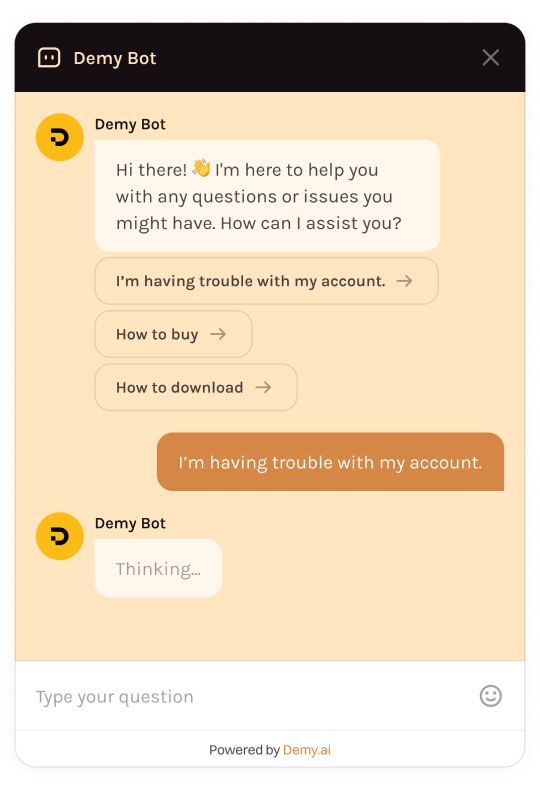 Demy Bot
Demy Bot
Hi there! 👋 I'm here to help you
with any questions or issues you
might have. How can I assist you?
I’m having trouble with my account. →
How to buy →
How to download →
I’m having trouble with my account.
Demy Bot
Thinking...
Type your question
Powered by Demy.ai